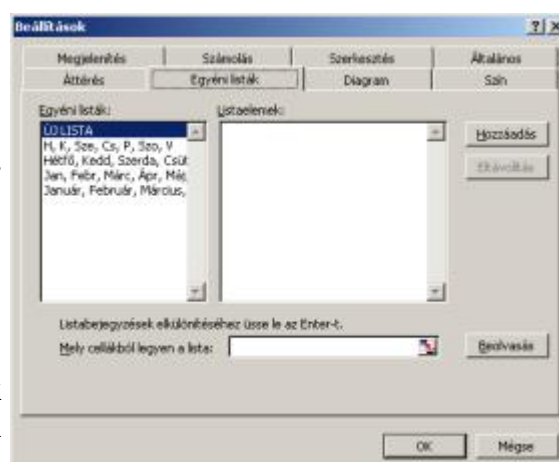 Beállítások
Megjelenítés Számolás Szerkesztés Általános
Áttérés Egyéni listák Diagram Szín
Egyéni listák: Listaelemek:
ÚJ LISTA
H, K, Sze, Cs, P, Szo, V
Hétfő, Kedd, Szerda, Csüt
Jan, Febr, Márc, Ápr, Máj,
Január, Február, Március,
Hozzáadás
Eltávolítás
Listabejegyzések elkülönítéséhez üsse le az Enter-t.
Mely cellákból legyen a lista:
Beolvasás
OK Mégse